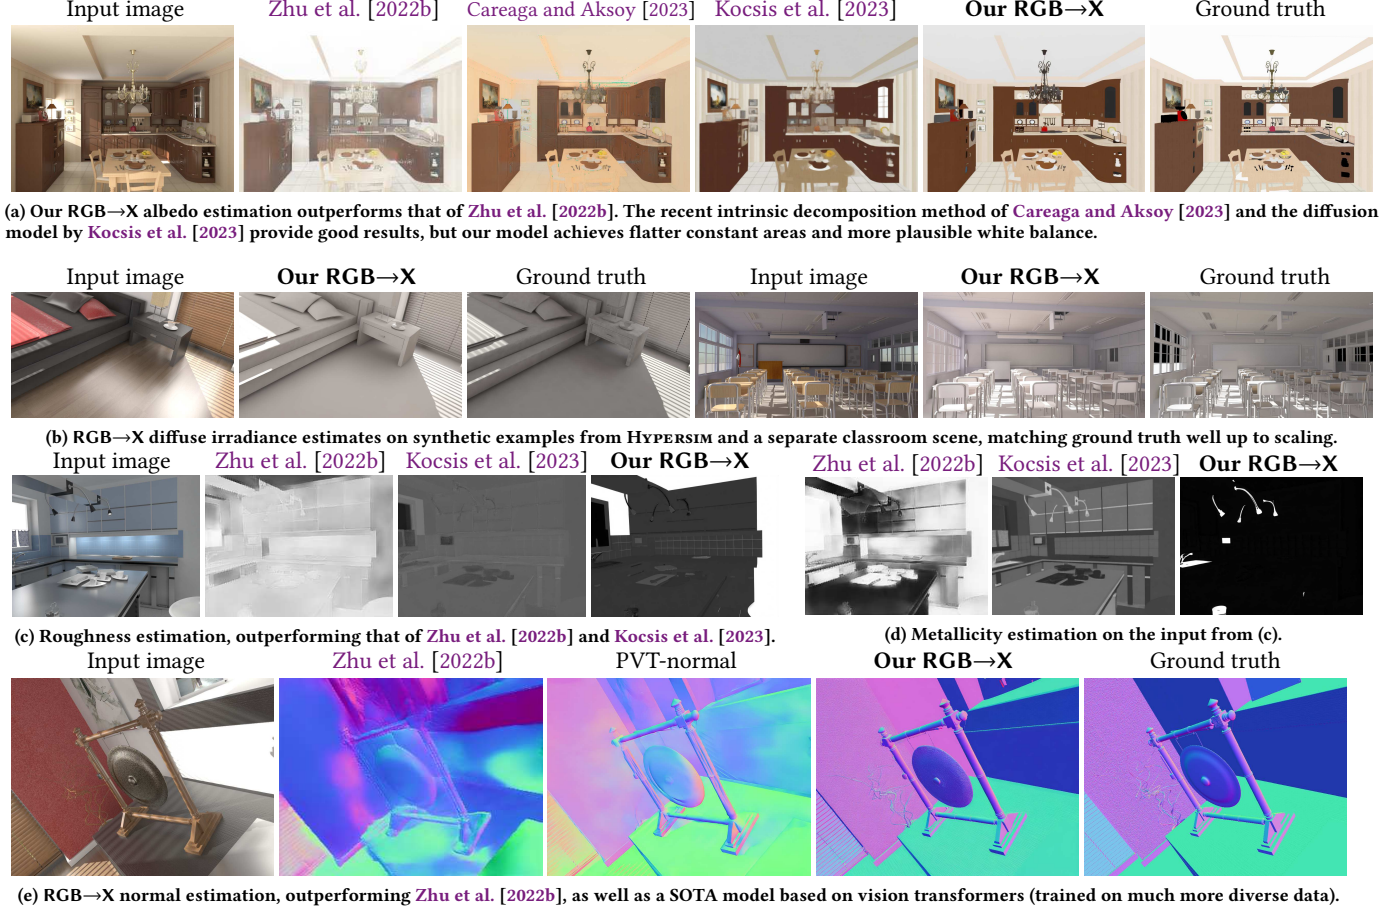 Input image Zhu et al. [2022b] Careaga and Aksoy [2023] Kocsis et al. [2023] Our RGB→X Ground truth
(a) Our RGB→X albedo estimation outperforms that of Zhu et al. [2022b]. The recent intrinsic decomposition method of Careaga and Aksoy [2023] and the diffusion
model by Kocsis et al. [2023] provide good results, but our model achieves flatter constant areas and more plausible white balance.
Input image Our RGB→X Ground truth Input image Our RGB→X Ground truth
(b) RGB→X diffuse irradiance estimates on synthetic examples from Hypersim and a separate classroom scene, matching ground truth well up to scaling.
Input image Zhu et al. [2022b] Kocsis et al. [2023] Our RGB→X
Zhu et al. [2022b] Kocsis et al. [2023] Our RGB→X
(c) Roughness estimation, outperforming that of Zhu et al. [2022b] and Kocsis et al. [2023].
(d) Metallicity estimation on the input from (c).
Input image Zhu et al. [2022b] PVT-normal Our RGB→X Ground truth
(e) RGB→X normal estimation, outperforming Zhu et al. [2022b], as well as a SOTA model based on vision transformers (trained on much more diverse data).